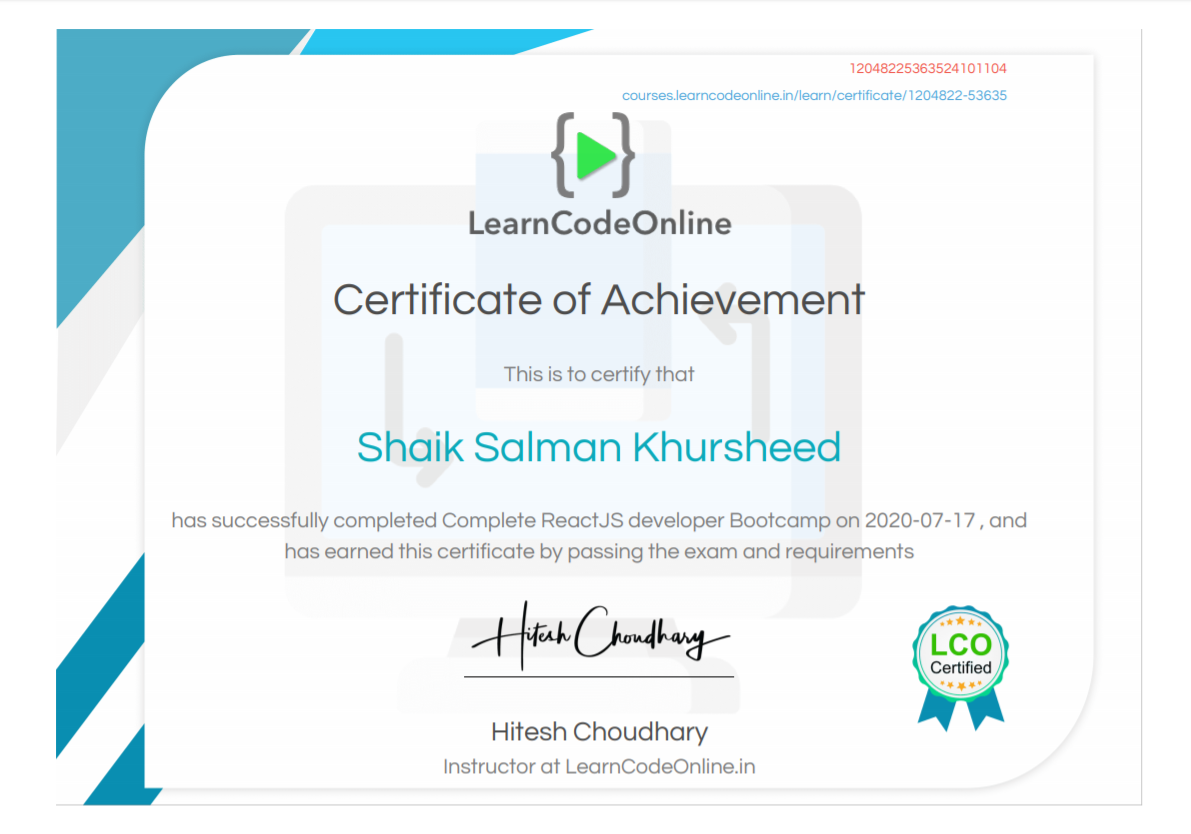 12048225363524101104
courses.learncodeonline.in/learn/certificate/1204822-53635
LearnCodeOnline
Certificate of Achievement
This is to certify that
Shaik Salman Khursheed
has successfully completed Complete ReactJS developer Bootcamp on 2020-07-17 , and
has earned this certificate by passing the exam and requirements
Hitesh Choudhary
LCO
Certified
Hitesh Choudhary
Instructor at LearnCodeOnline.in